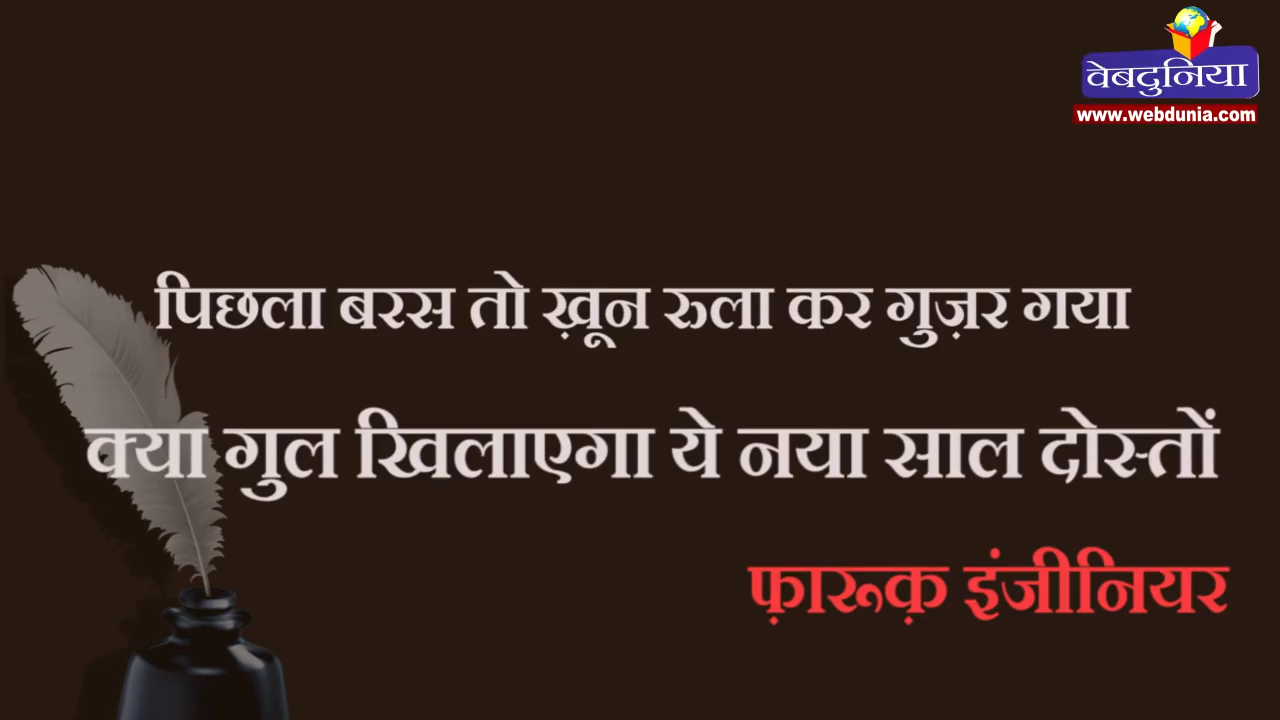 वेबदुनिया
www.webdunia.com
पिछला बरस तो ख़ून रुला कर गुज़र गया
क्या गुल खिलाएगा ये नया साल दोस्तों
फ़ारूक़ इंजीनियर